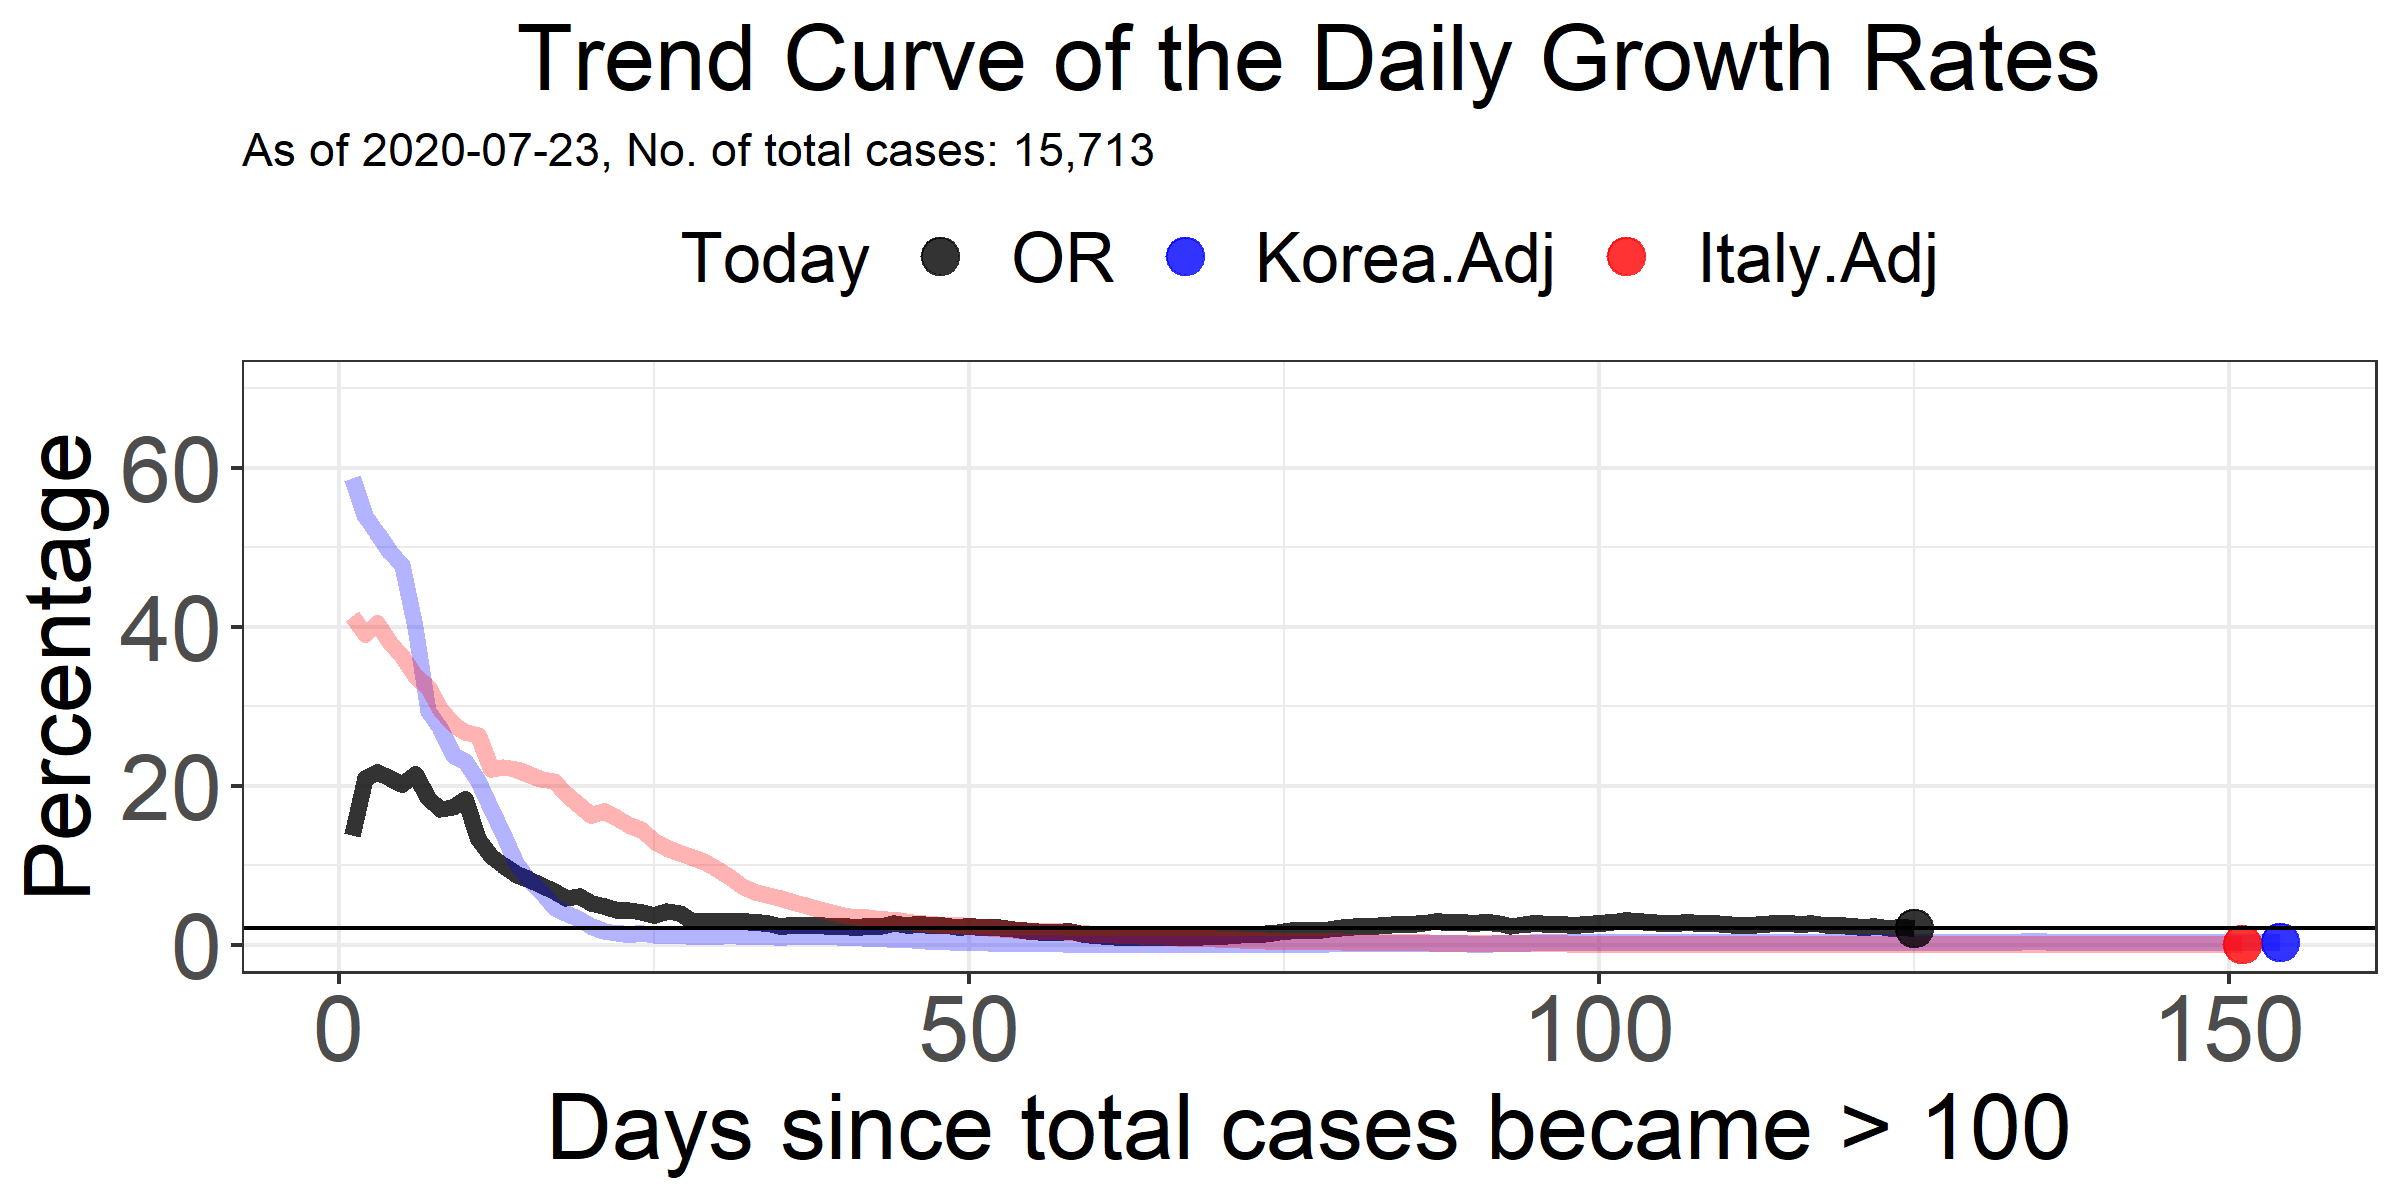 Trend Curve of the Daily Growth Rates
As of 2020-07-23, No. of total cases: 15,713
Today OR Korea.Adj Italy.Adj
Percentage
60
40
20
0
0 50 100 150
Days since total cases became > 100